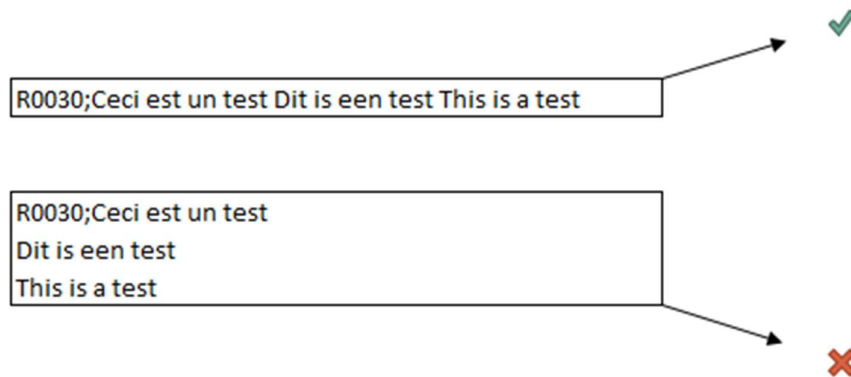 R0030;Ceci est un test Dit is een test This is a test
R0030;Ceci est un test
Dit is een test
This is a test